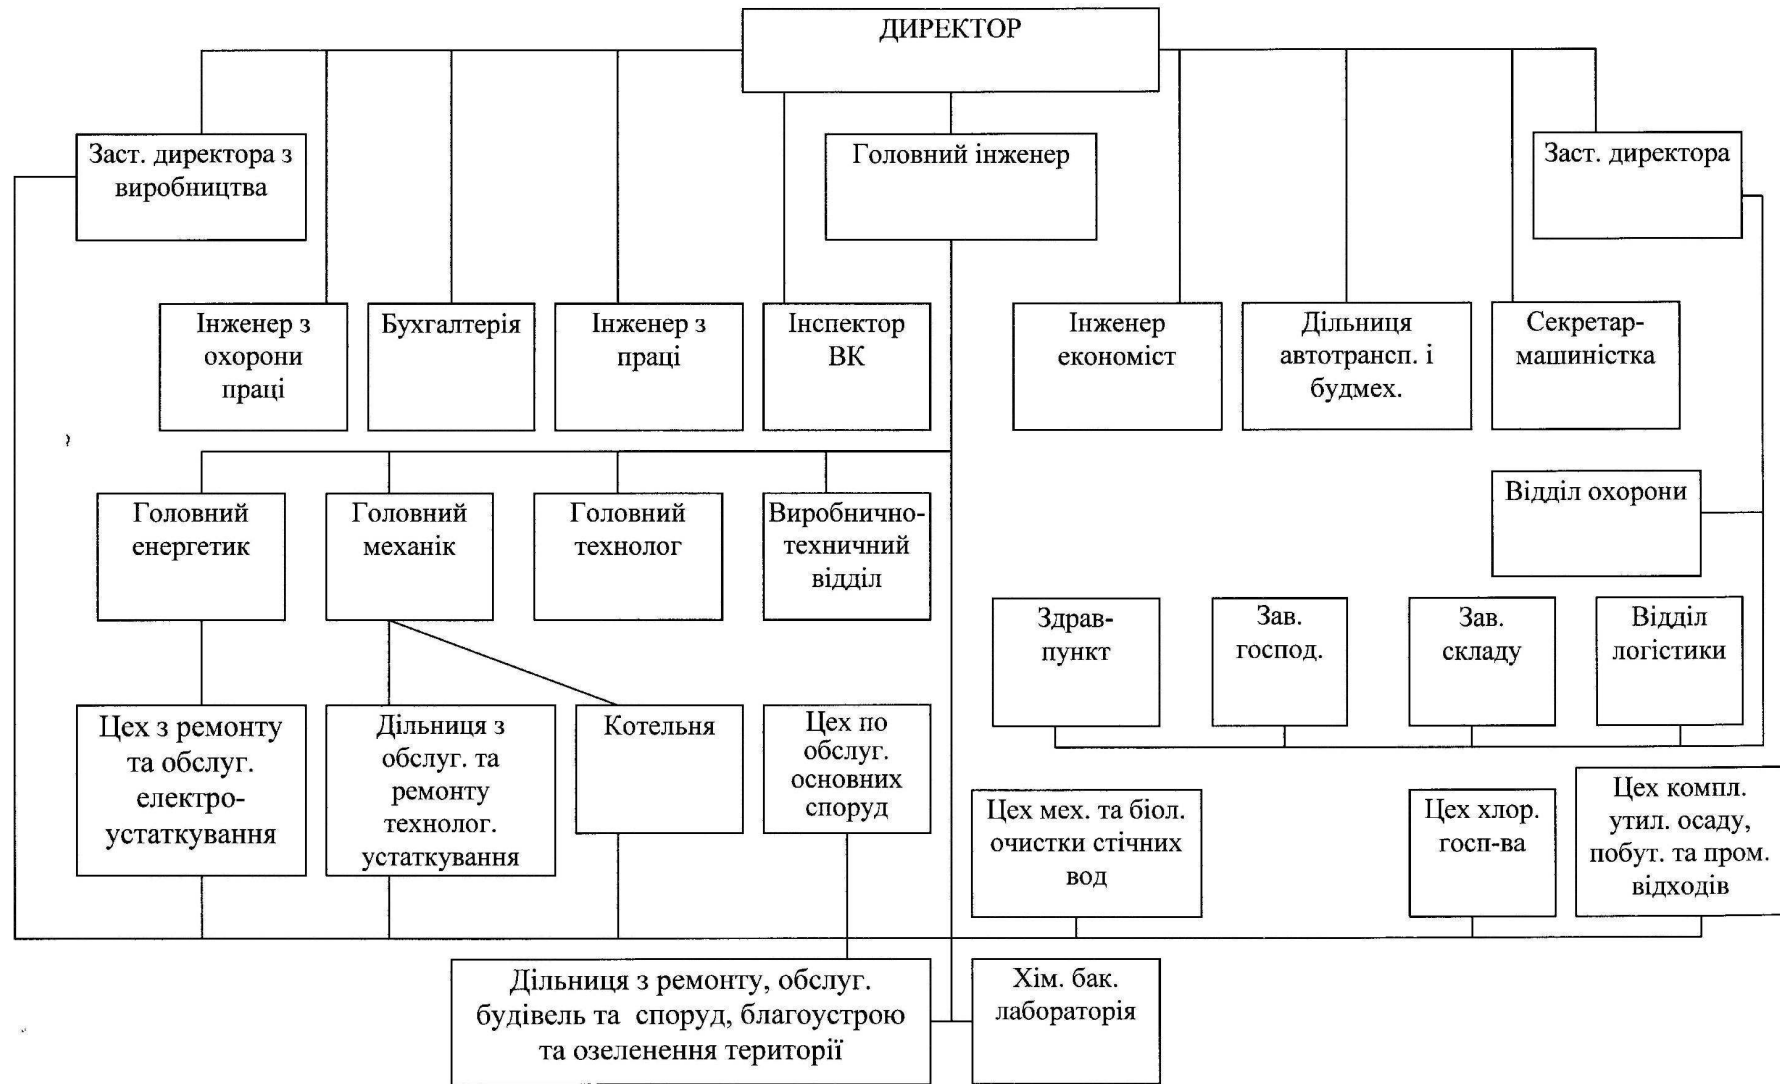 ДИРЕКТОР
Заст. директора з
виробництва
Головний інженер
Заст. директора
Інженер з
охорони
праці
Бухгалтерія
Інженер з
праці
Інспектор
ВК
Інженер
економіст
Дільниця
автотрансп. і
будмех.
Секретар-
машиністка
Головний
енергетик
Головний
механік
Головний
технолог
Виробничо-
техничний
відділ
Відділ охорони
Здрав-
пункт
Зав.
господ.
Зав.
складу
Відділ
логістики
Цех з ремонту
та обслуг.
електро-
устаткування
Дільниця з
обслуг. та
ремонту
технолог.
устаткування
Котельня
Цех по
обслуг.
основних
споруд
Цех мех. та біол.
очистки стічних
вод
Цех хлор.
госп-ва
Цех компл.
утил. осаду,
побут. та пром.
відходів
Дільниця з ремонту, обслуг.
будівель та споруд, благоустрою
та озеленення території
Хім. бак.
лабораторія